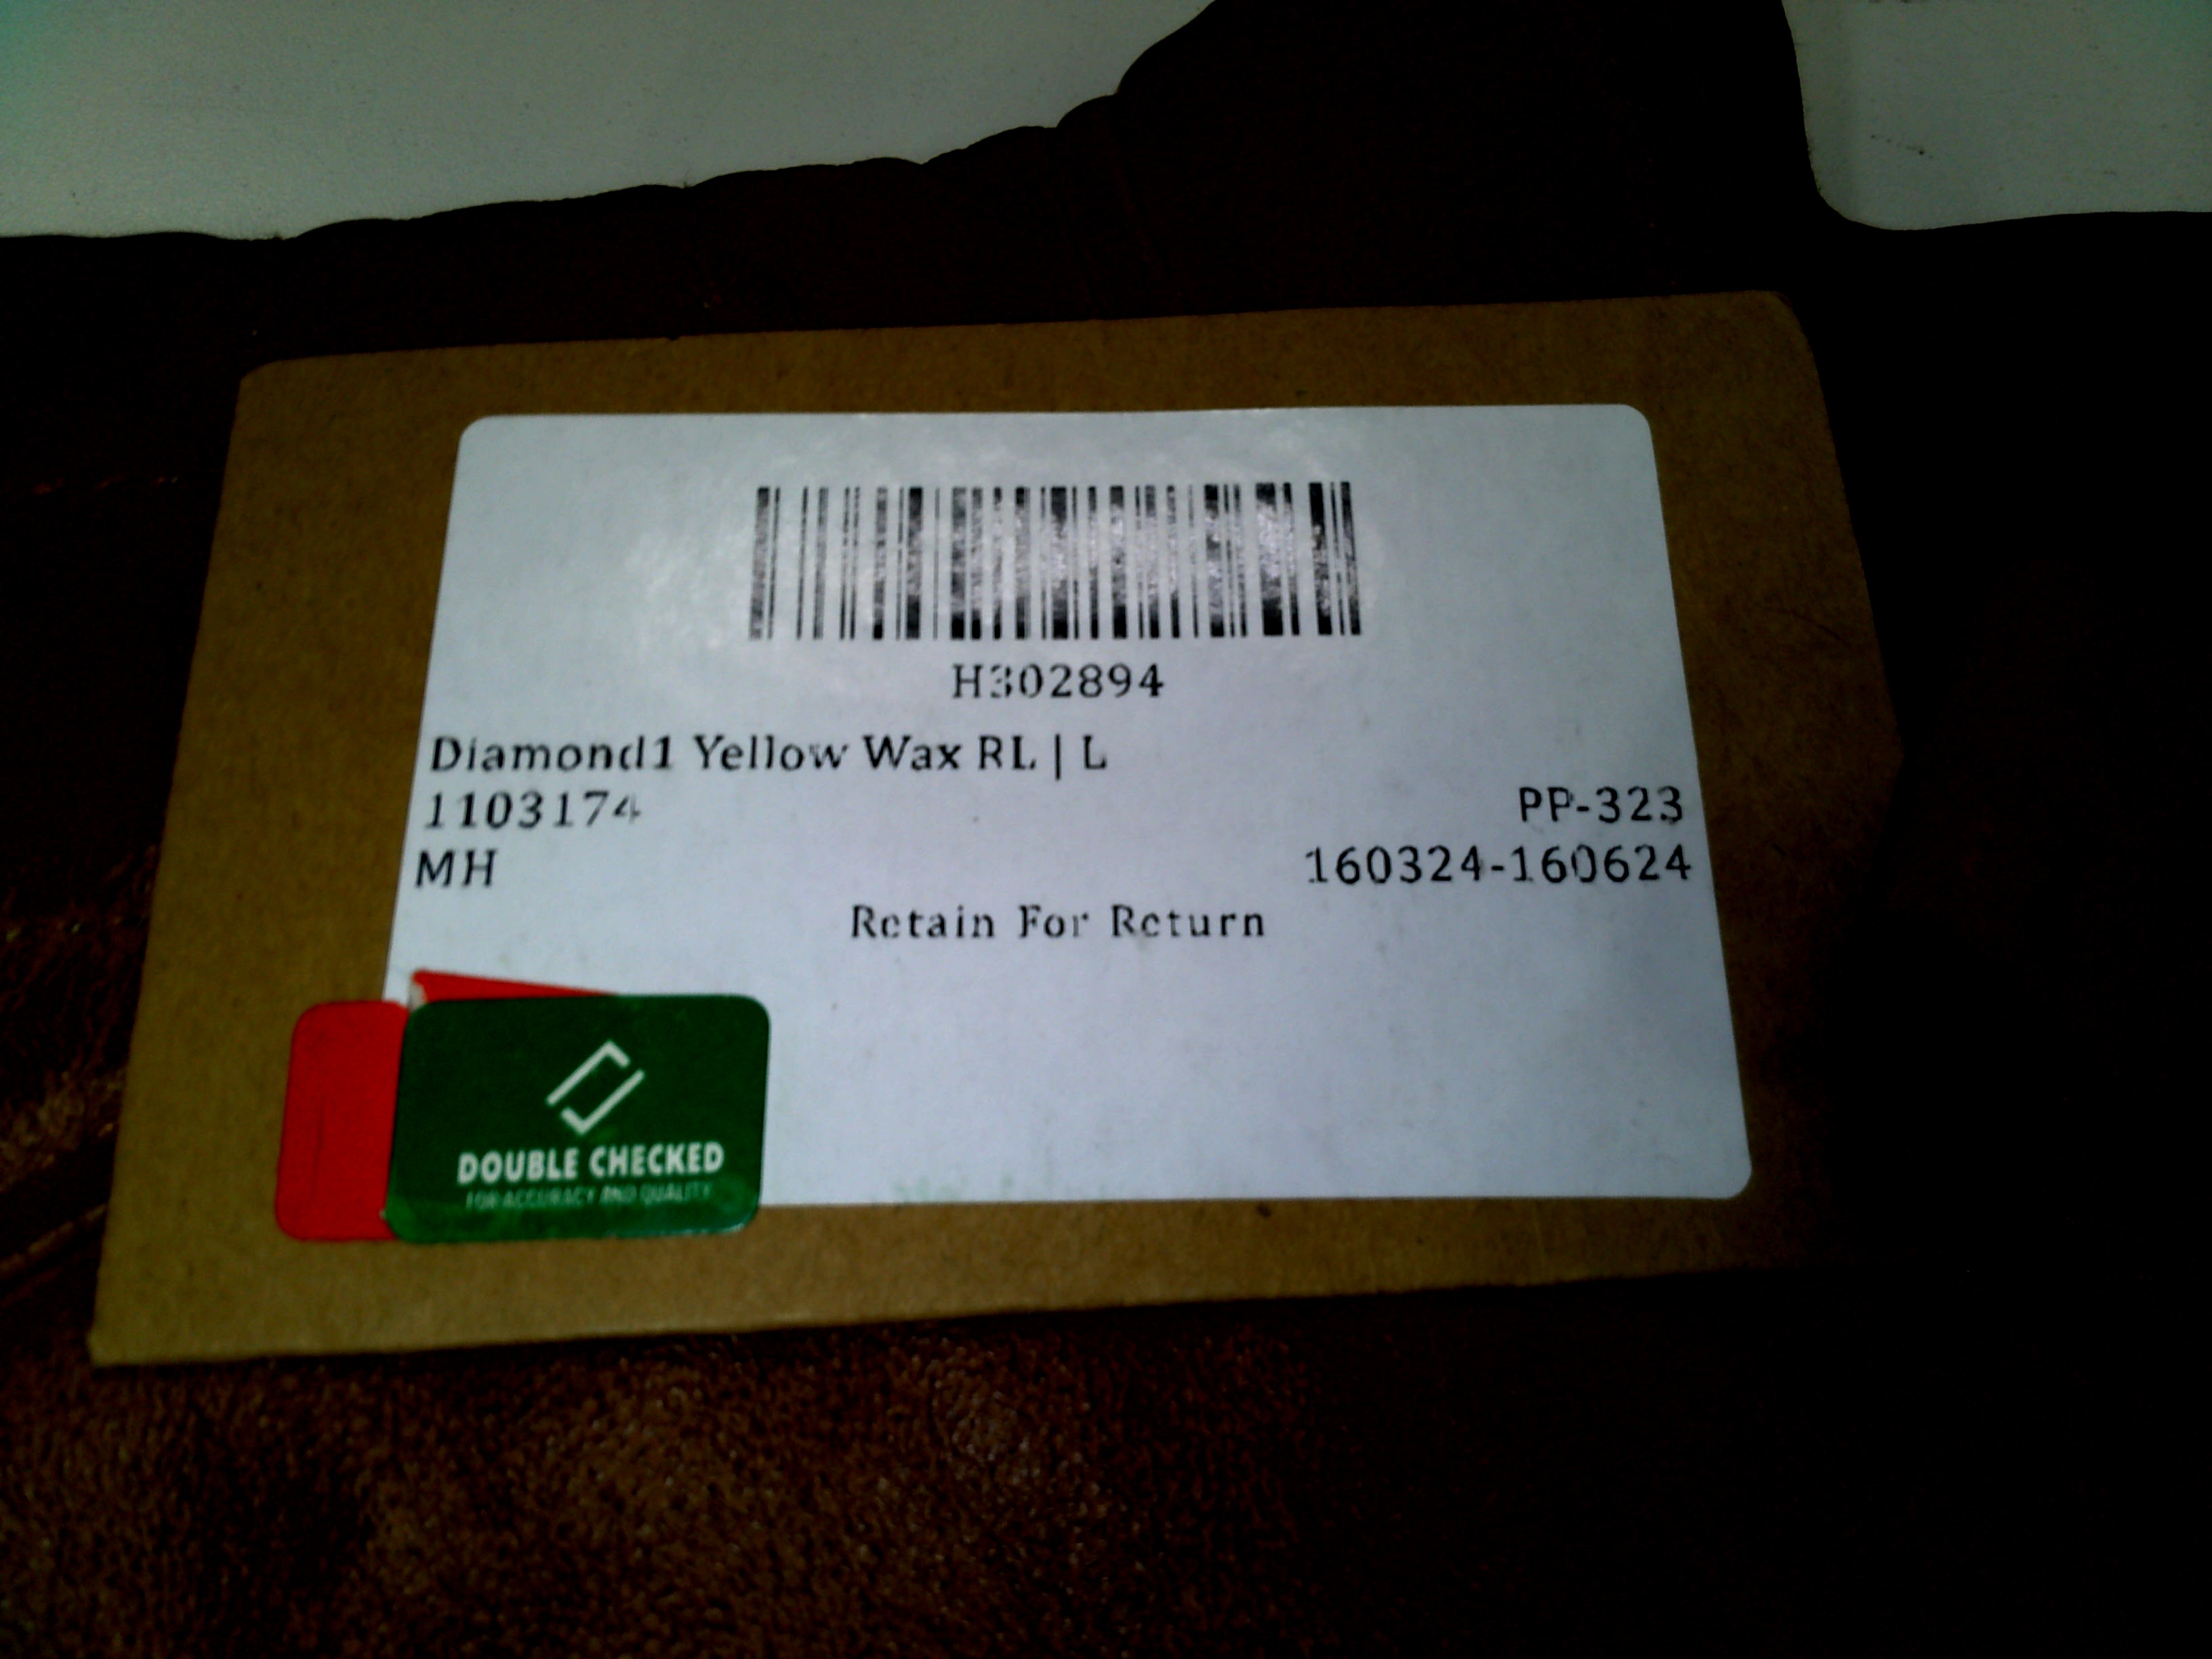 H302894
Diamond1 Yellow Wax RL | L
1103174
PP-323
MH
160324-160624
Retain For Return
DOUBLE CHECKED
FOR ACCURACY AND QUALITY